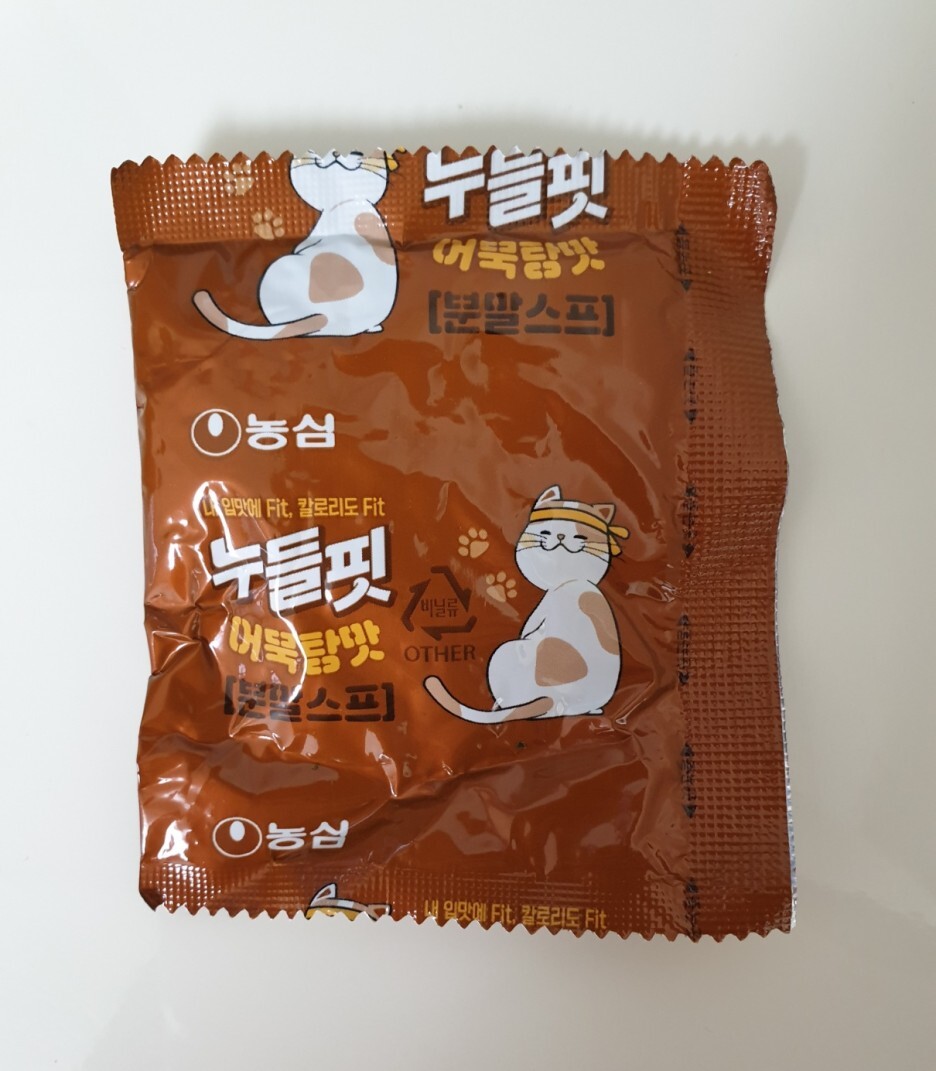 누들핏
어묵탕맛
[분말스프]
농심
내 입맛에 Fit, 칼로리도 Fit
누들핏
어묵탕맛
[분말스프]
비닐류
OTHER
농심
내 입맛에 Fit, 칼로리도 Fit